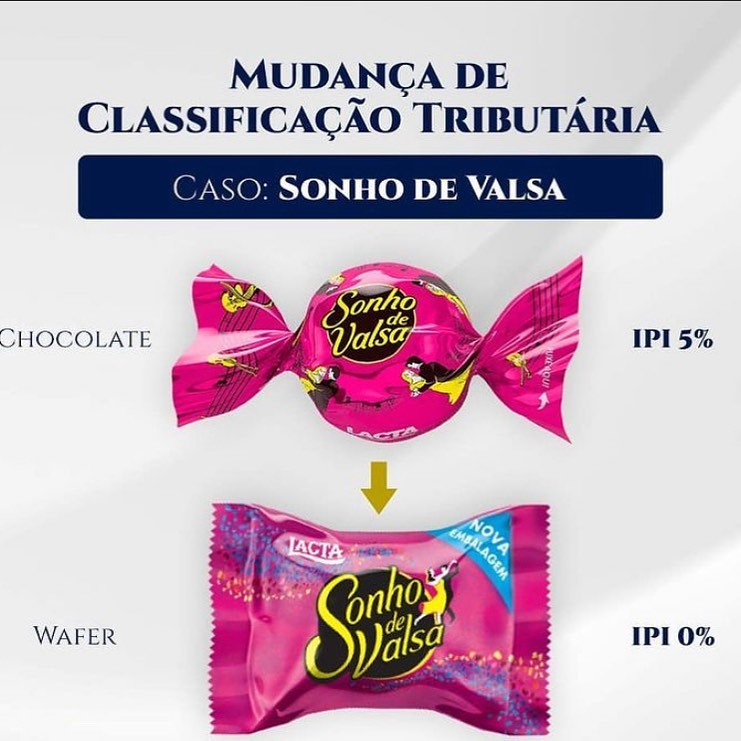 MUDANÇA DE
CLASSIFICAÇÃO TRIBUTÁRIA
CASO: SONHO DE VALSA
CHOCOLATE
Sonho
de
Valsa
LACTA
IPI 5%
LACTA
NOVA
EMBALAGEM
Sonho
de
Valsa
WAFER
IPI 0%